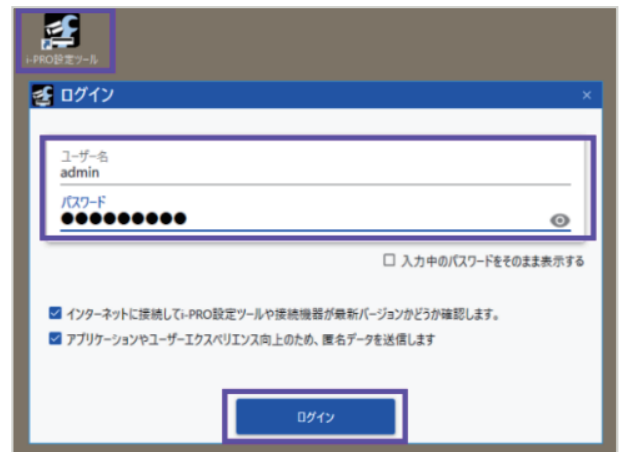 i-PRO設定ツール
ログイン
ユーザー名
admin
パスワード
●●●●●●●●●
入力中のパスワードをそのまま表示する
インターネットに接続してi-PRO設定ツールや接続機器が最新バージョンかどうか確認します。
アプリケーションやユーザーエクスペリエンス向上のため、匿名データを送信します
ログイン